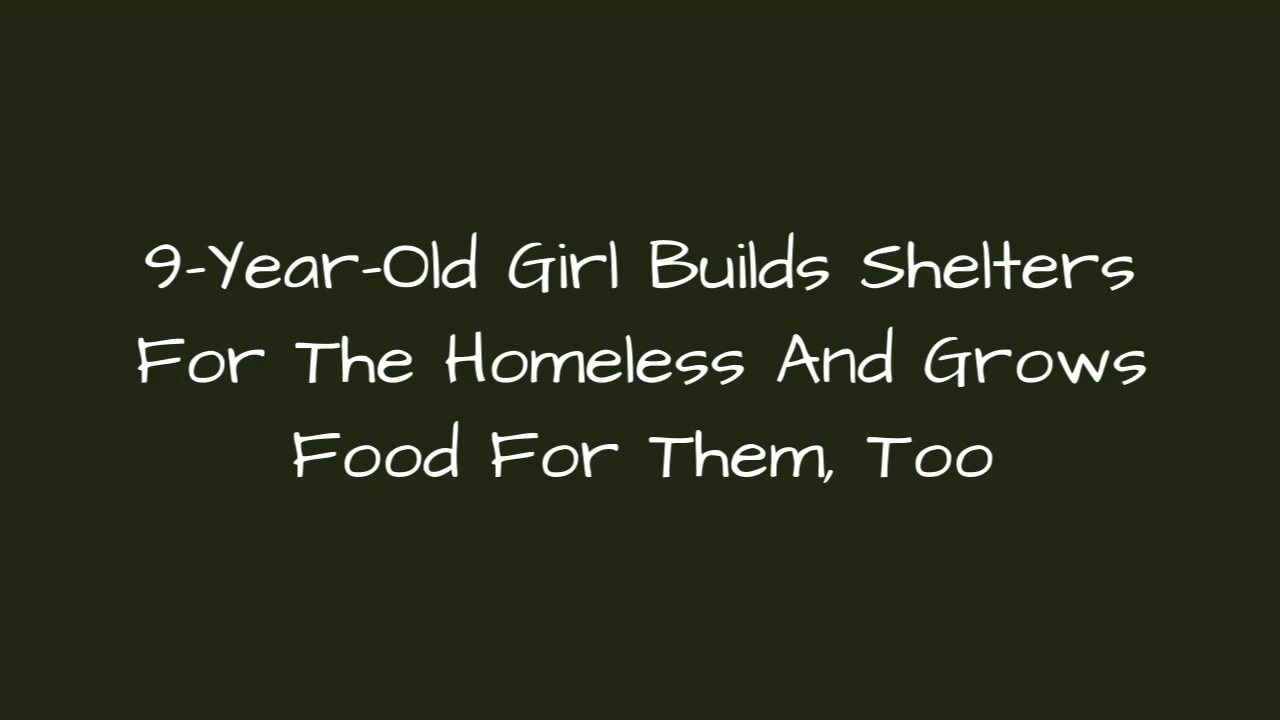 9-Year-Old Girl Builds Shelters
For The Homeless And Grows
Food For Them, Too